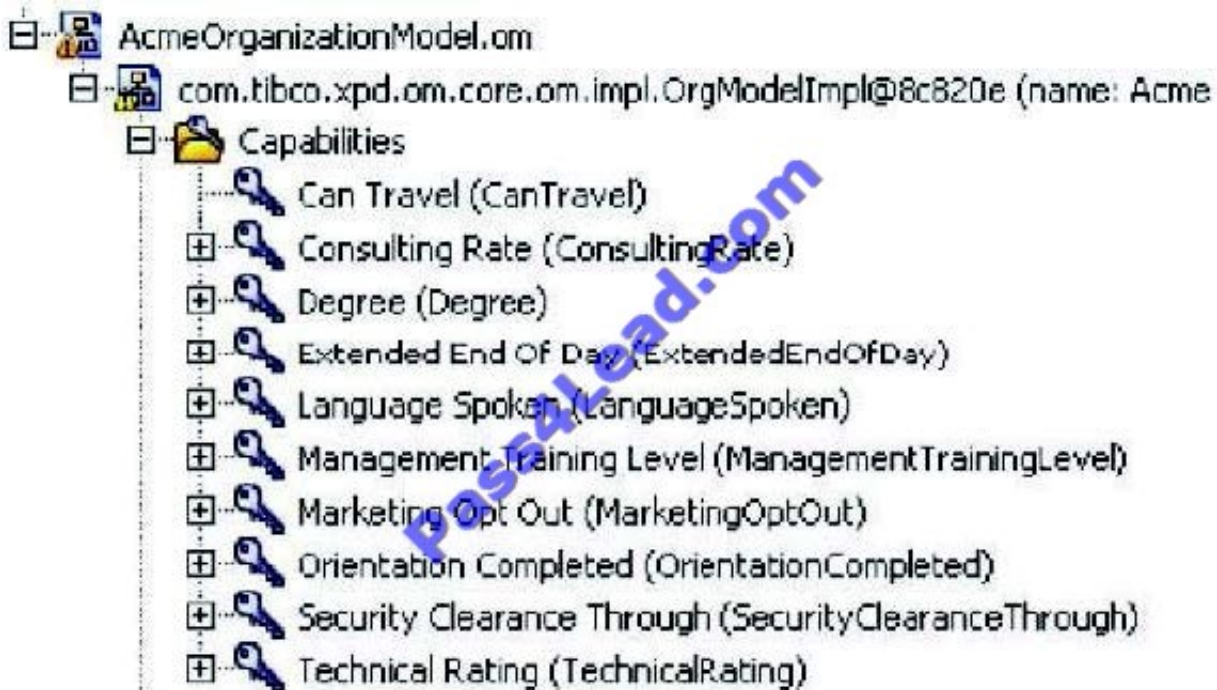 AcmeOrganizationModel.om
com.tibco.xpd.om.core.om.impl.OrgModelImpl@8c820e (name: Acme
Capabilities
Can Travel (CanTravel)
Consulting Rate (ConsultingRate)
Degree (Degree)
Extended End Of Day (ExtendedEndOfDay)
Language Spoken (LanguageSpoken)
Management Training Level (ManagementTrainingLevel)
Marketing Opt Out (MarketingOptOut)
Orientation Completed (OrientationCompleted)
Security Clearance Through (SecurityClearanceThrough)
Technical Rating (TechnicalRating)
Pass4Lead.com